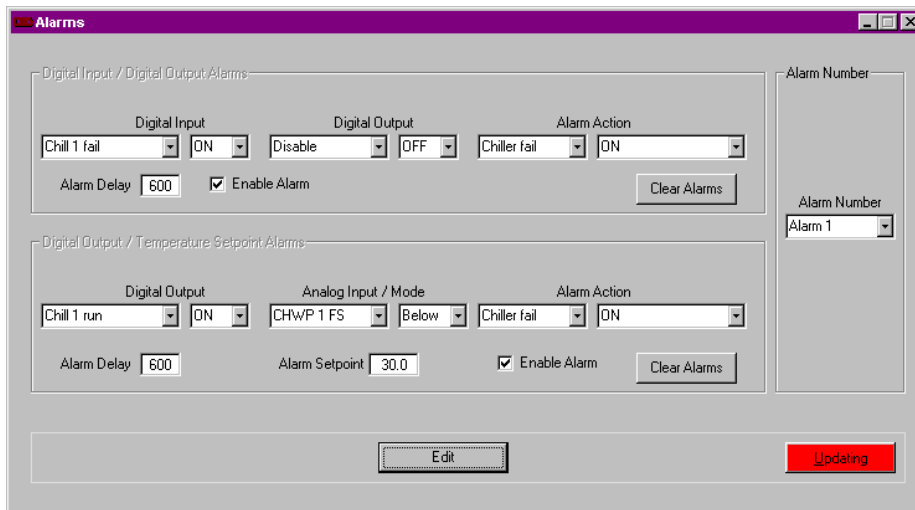 Alarms
Digital Input / Digital Output Alarms
Alarm Number
Digital Input Digital Output Alarm Action
Chill 1 fail ON Disable OFF Chiller fail ON
Alarm Delay 600 Enable Alarm Clear Alarms
Alarm Number
Alarm 1
Digital Output / Temperature Setpoint Alarms
Digital Output Analog Input / Mode Alarm Action
Chill 1 run ON CHWP 1 FS Below Chiller fail ON
Alarm Delay 600 Alarm Setpoint 30.0 Enable Alarm Clear Alarms
Edit Updating